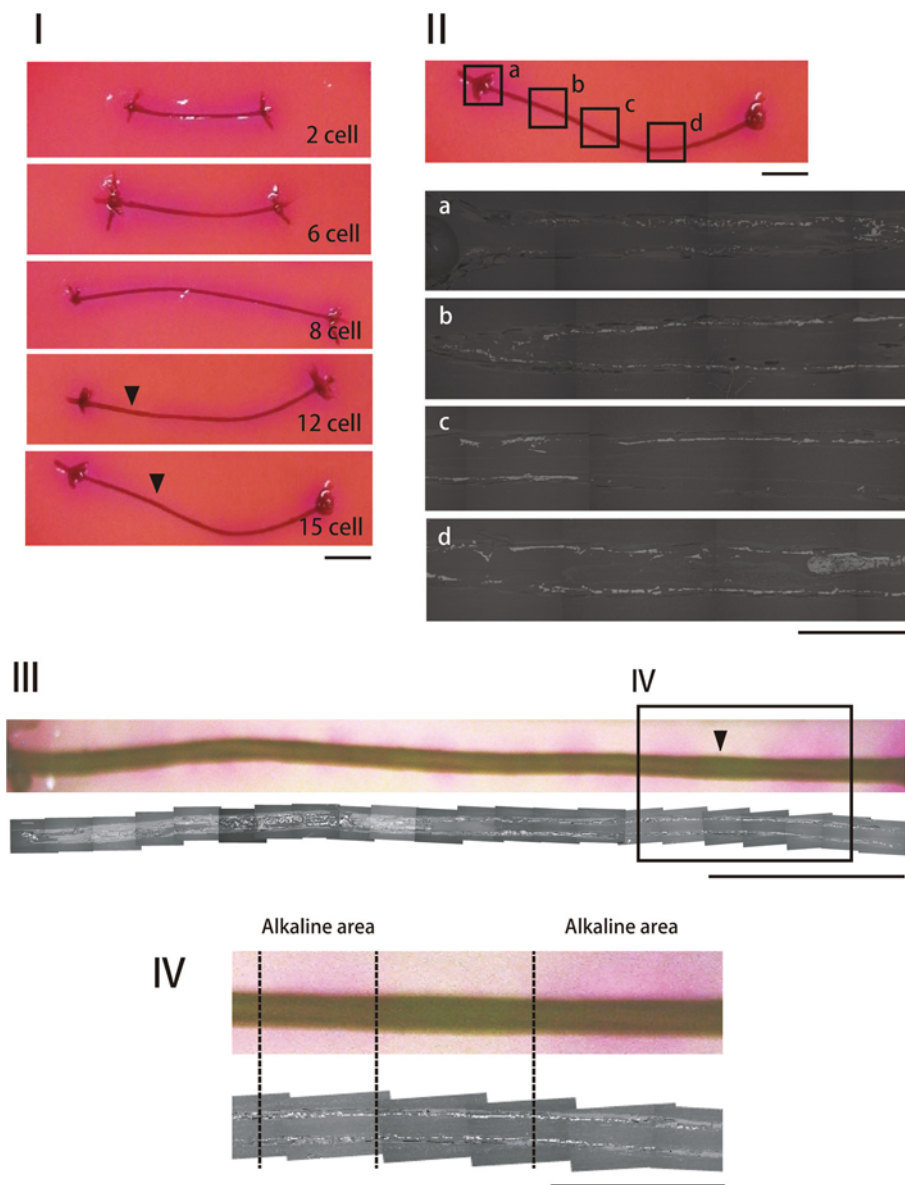 I
2 cell
6 cell
8 cell
12 cell
15 cell
II
a
b
c
d
a
b
c
d
III
IV
Alkaline area
Alkaline area
IV